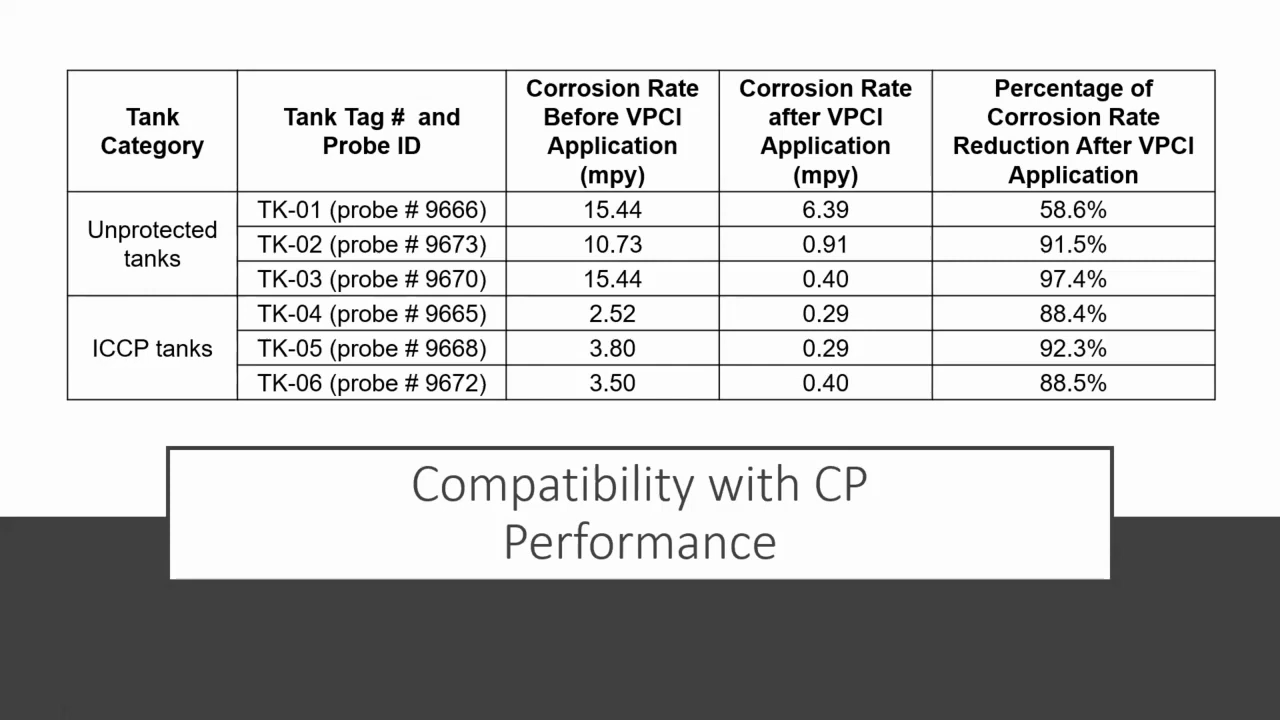 Tank
Category
Tank Tag # and
Probe ID
Corrosion Rate
Before VPCI
Application
(mpy)
Corrosion Rate
after VPCI
Application
(mpy)
Percentage of
Corrosion Rate
Reduction After VPCI
Application
Unprotected
tanks
TK-01 (probe # 9666) 15.44 6.39 58.6%
TK-02 (probe # 9673) 10.73 0.91 91.5%
TK-03 (probe # 9670) 15.44 0.40 97.4%
ICCP tanks
TK-04 (probe # 9665) 2.52 0.29 88.4%
TK-05 (probe # 9668) 3.80 0.29 92.3%
TK-06 (probe # 9672) 3.50 0.40 88.5%
Compatibility with CP
Performance